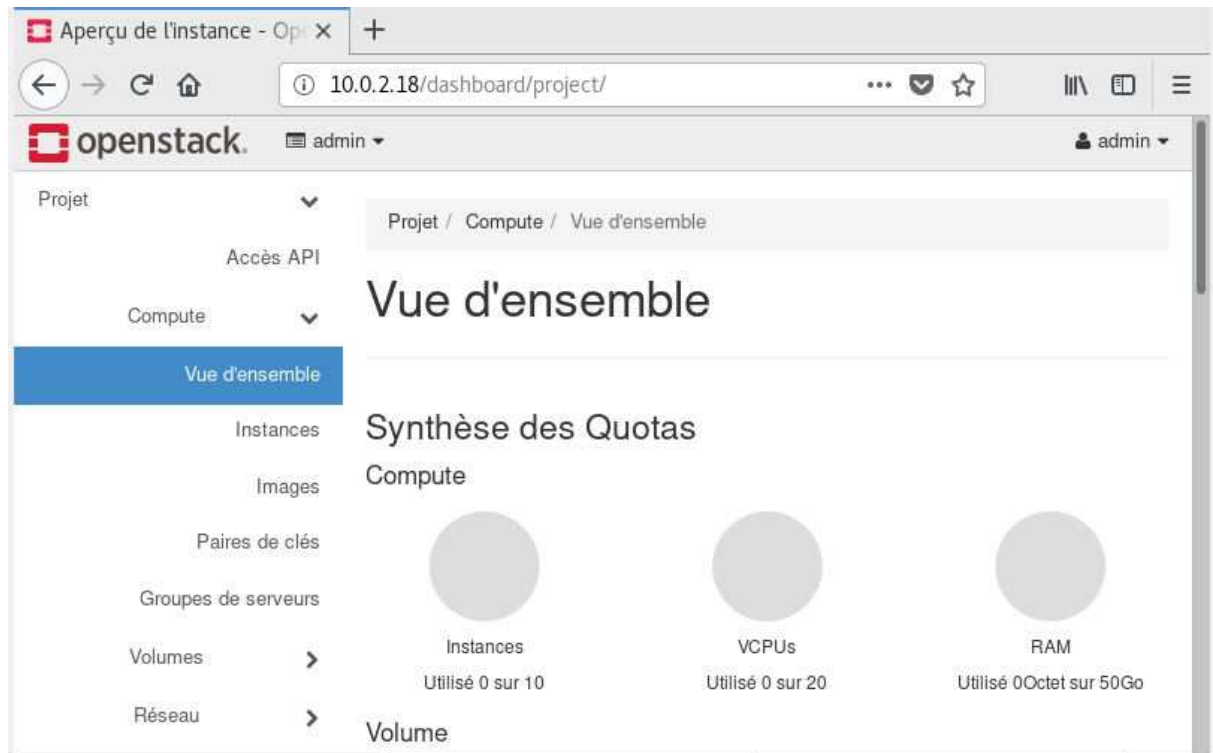 Aperçu de l'instance - Op
10.0.2.18/dashboard/project/
openstack. admin admin
Projet
Accès API
Compute
Vue d'ensemble
Instances
Images
Paires de clés
Groupes de serveurs
Volumes
Réseau
Projet / Compute / Vue d'ensemble
Vue d'ensemble
Synthèse des Quotas
Compute
Instances
Utilisé 0 sur 10
VCPUs
Utilisé 0 sur 20
RAM
Utilisé 0Octet sur 50Go
Volume